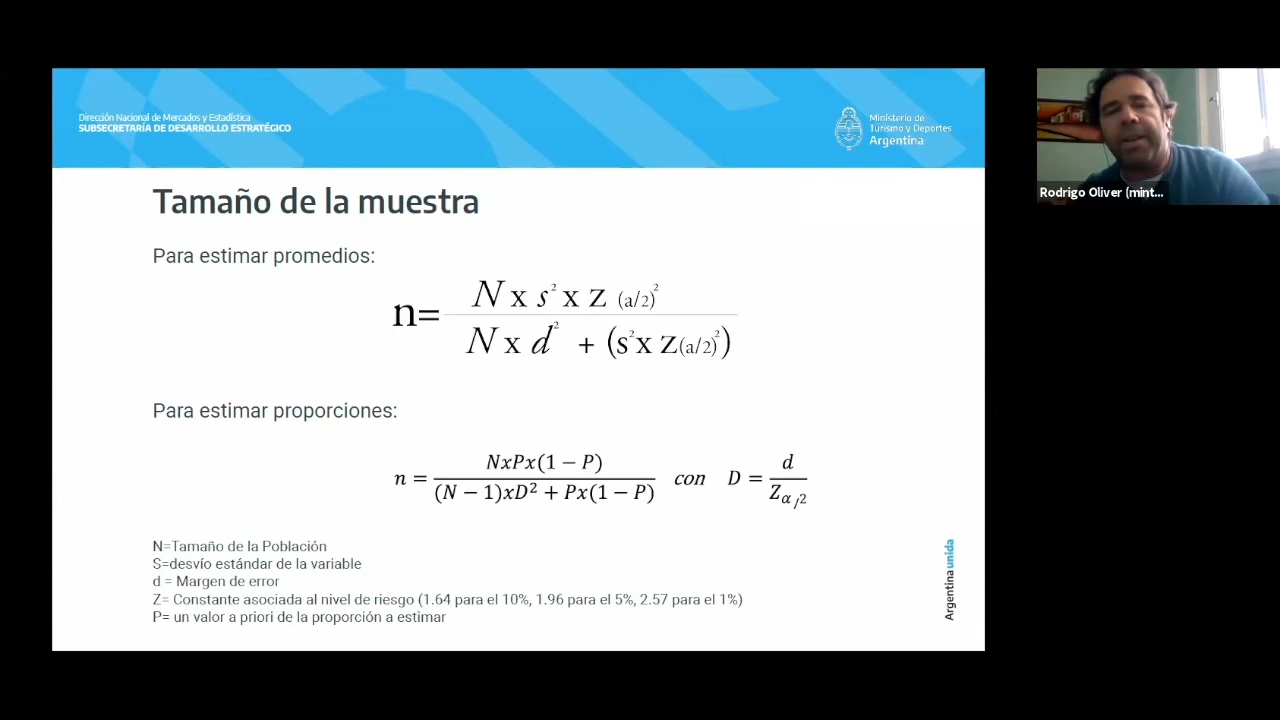 Dirección Nacional de Mercados y Estadística
SUBSECRETARÍA DE DESARROLLO ESTRATÉGICO
Ministerio de
Turismo y Deportes
Argentina
Rodrigo Oliver (mint...
Tamaño de la muestra
Para estimar promedios:
n= N x s² x Z (a/2)²
N x d² + (s²x Z(a/2)²)
Para estimar proporciones:
n = NxPx(1 − P) con D = d
(N − 1)xD² + Px(1 − P) Zα/2
N=Tamaño de la Población
S=desvío estándar de la variable
d = Margen de error
Z= Constante asociada al nivel de riesgo (1.64 para el 10%, 1.96 para el 5%, 2.57 para el 1%)
P= un valor a priori de la proporción a estimar
Argentina unida